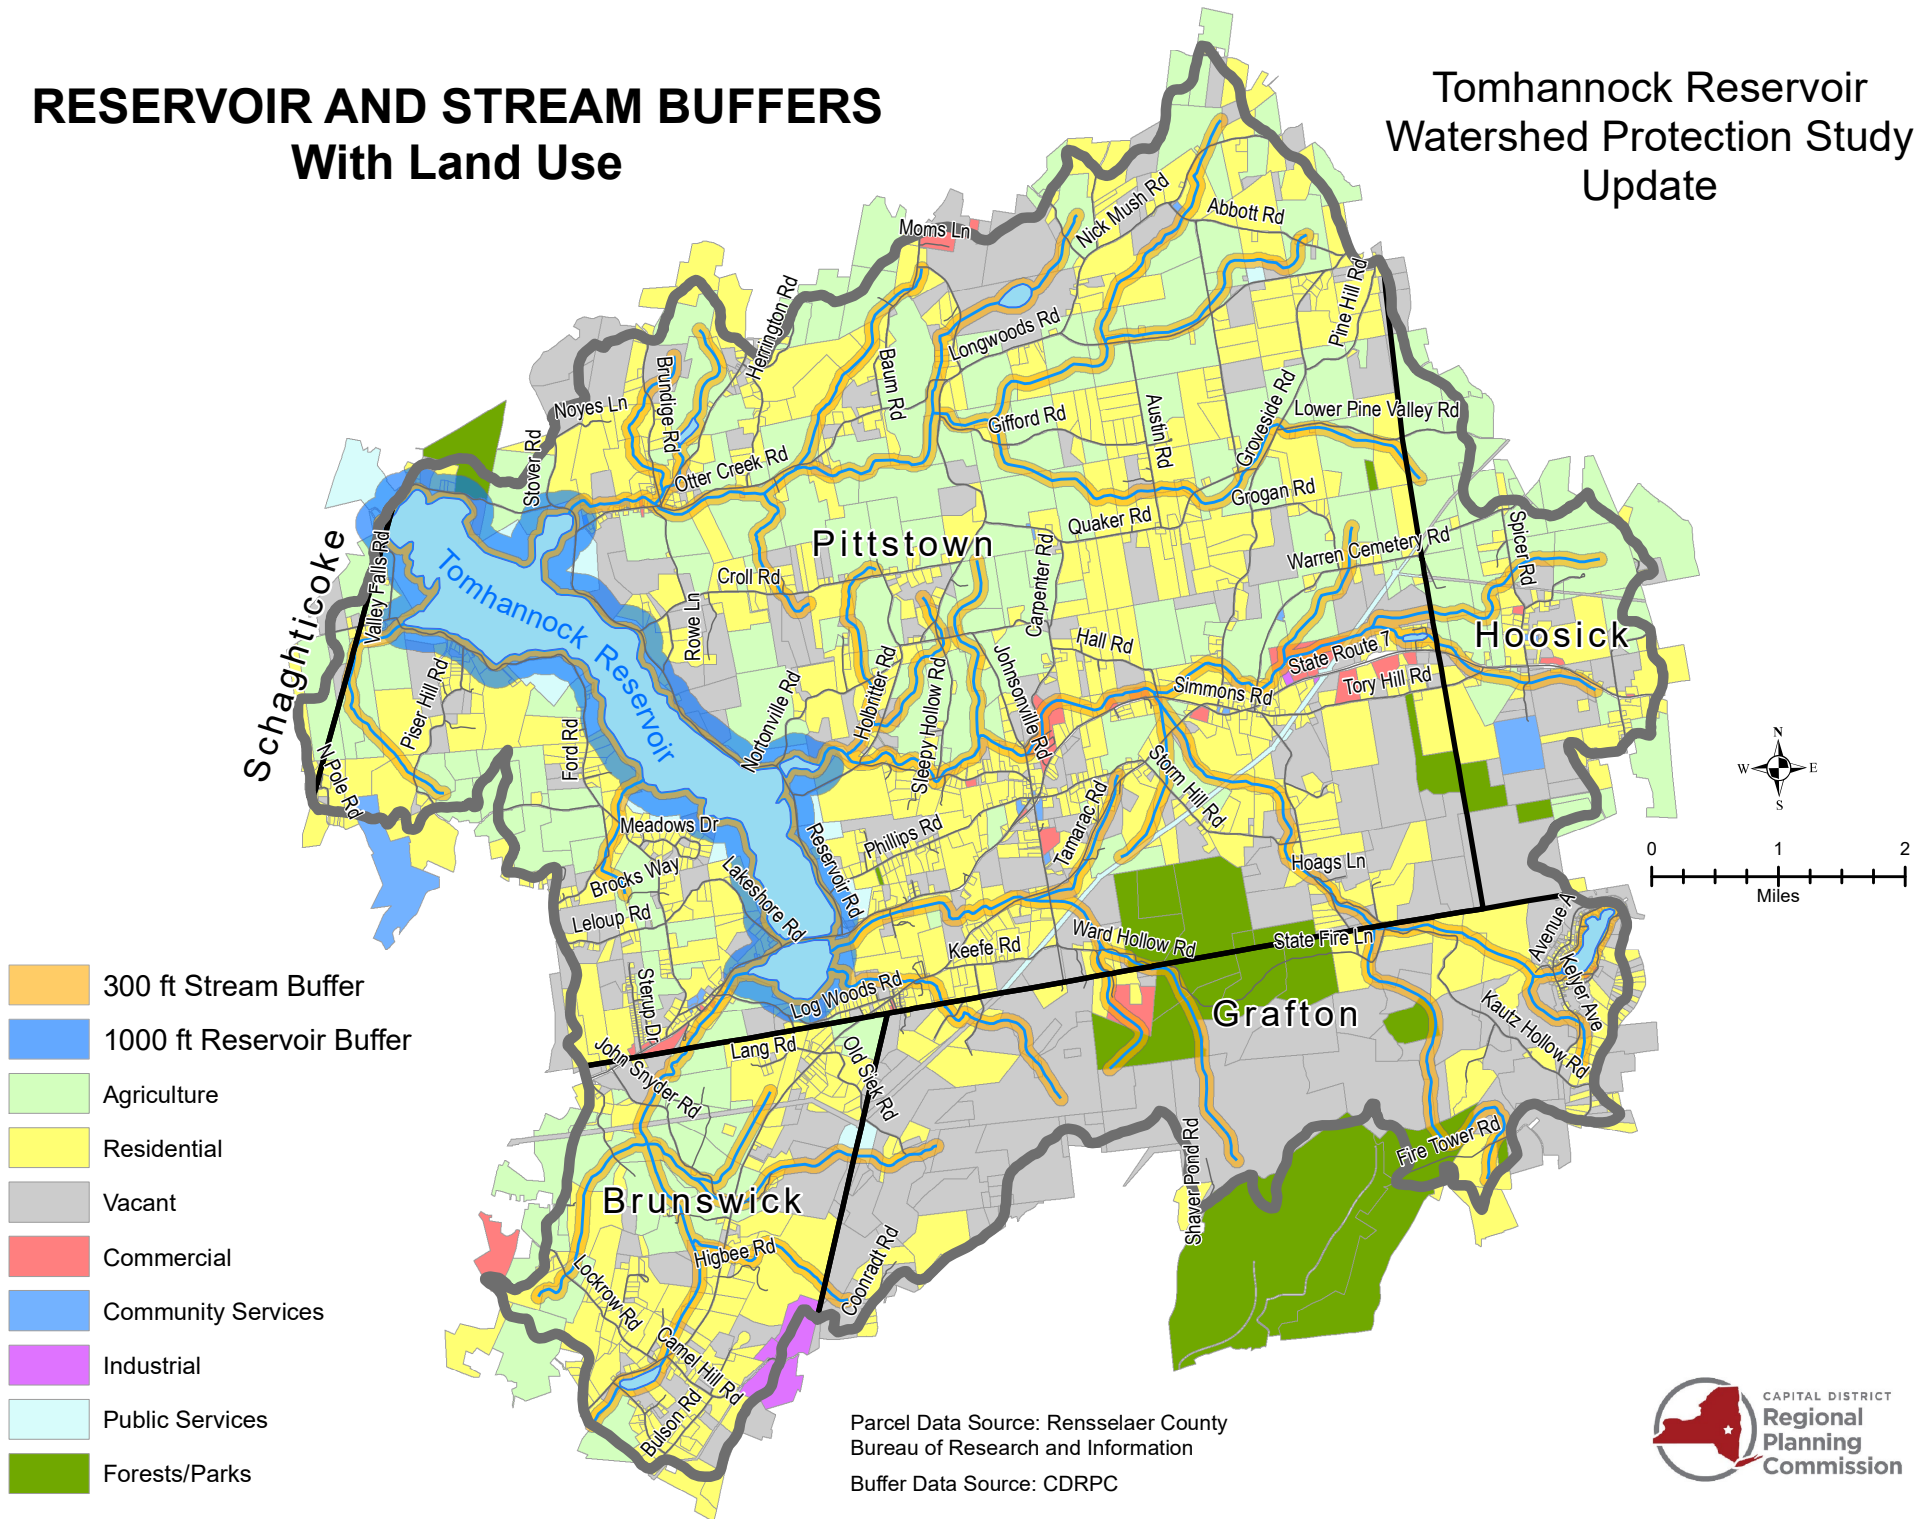 RESERVOIR AND STREAM BUFFERS
With Land Use
Tomhannock Reservoir
Watershed Protection Study
Update
Moms Ln
Nick Mush Rd
Abbott Rd
Pine Hill Rd
Herrington Rd
Longwoods Rd
Baum Rd
Brundige Rd
Noyes Ln
Stover Rd
Otter Creek Rd
Gifford Rd
Austin Rd
Groveside Rd
Lower Pine Valley Rd
Grogan Rd
Quaker Rd
Pittstown
Warren Cemetery Rd
Spicer Rd
Schaghticoke
Valley Falls Rd
Tomhannock Reservoir
Croll Rd
Rowe Ln
Carpenter Rd
Hall Rd
Johnsonville Rd
State Route 7
Hoosick
Tory Hill Rd
Simmons Rd
Piser Hill Rd
N Pole Rd
Ford Rd
Nortonville Rd
Holbritter Rd
Sleepy Hollow Rd
Storm Hill Rd
Tamarac Rd
Meadows Dr
Phillips Rd
Reservoir Rd
Brocks Way
Lakeshore Rd
Leloup Rd
Hoags Ln
Keefe Rd
Ward Hollow Rd
State Fire Ln
Avenue A
Kelyer Ave
Kautz Hollow Rd
Sterup Dr
Log Woods Rd
Grafton
Lang Rd
John Snyder Rd
Old Siek Rd
Shaver Pond Rd
Fire Tower Rd
Brunswick
Higbee Rd
Coonradt Rd
Lockrow Rd
Camel Hill Rd
Bulson Rd
N
W
E
S
0 1 2
Miles
300 ft Stream Buffer
1000 ft Reservoir Buffer
Agriculture
Residential
Vacant
Commercial
Community Services
Industrial
Public Services
Forests/Parks
Parcel Data Source: Rensselaer County
Bureau of Research and Information
Buffer Data Source: CDRPC
CAPITAL DISTRICT
Regional
Planning
Commission